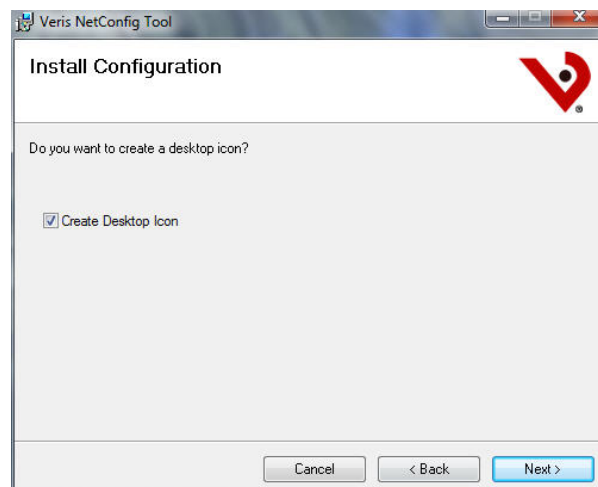 Veris NetConfig Tool
Install Configuration
Do you want to create a desktop icon?
Create Desktop Icon
Cancel
< Back
Next >